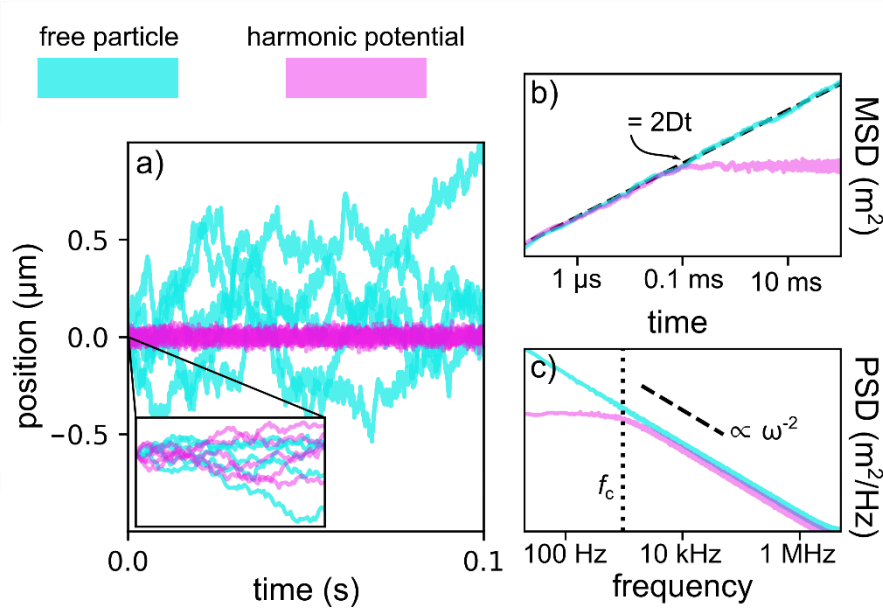 free particle
harmonic potential
a)
position (μm)
0.5
0.0
−0.5
0.0
0.1
time (s)
b)
= 2Dt
MSD (m²)
1 μs
0.1 ms
10 ms
time
c)
∝ ω⁻²
f_c
PSD (m²/Hz)
100 Hz
10 kHz
1 MHz
frequency